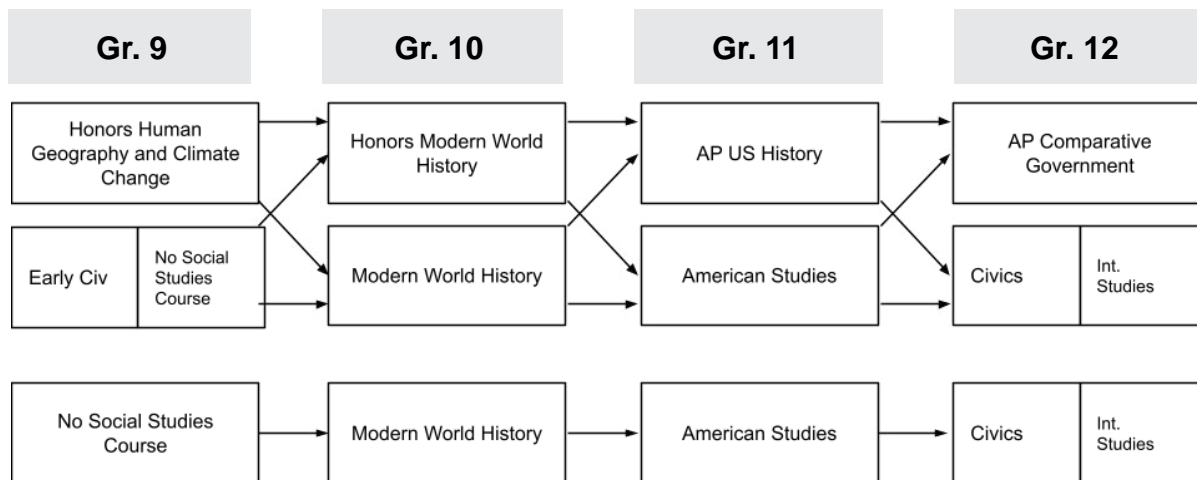 Gr. 9
Gr. 10
Gr. 11
Gr. 12
Honors Human
Geography and Climate
Change
Honors Modern World
History
AP US History
AP Comparative
Government
Early Civ
No Social
Studies
Course
Modern World History
American Studies
Civics
Int.
Studies
No Social Studies
Course
Modern World History
American Studies
Civics
Int.
Studies